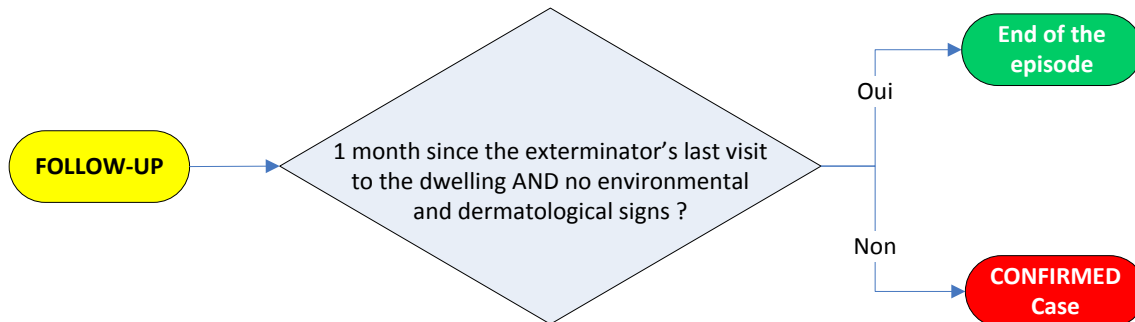 FOLLOW-UP
1 month since the exterminator's last visit
to the dwelling AND no environmental
and dermatological signs ?
Oui
End of the
episode
Non
CONFIRMED
Case